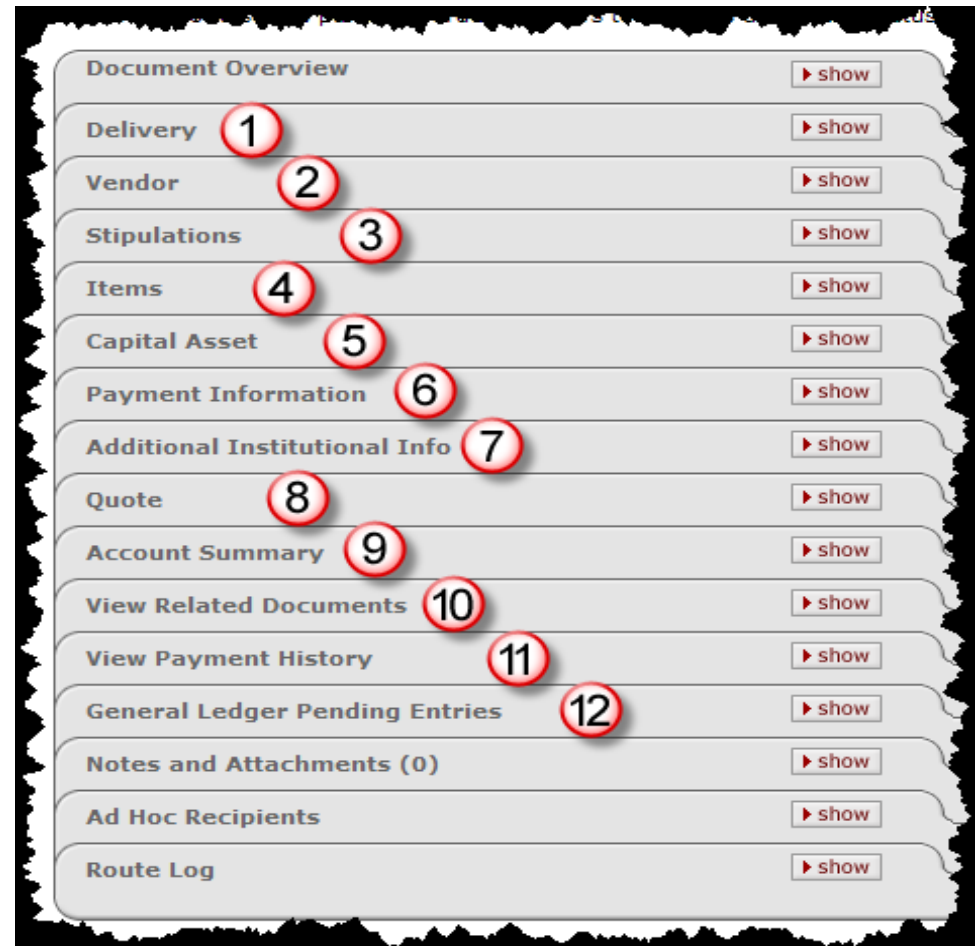 Document Overview show
Delivery 1 show
Vendor 2 show
Stipulations 3 show
Items 4 show
Capital Asset 5 show
Payment Information 6 show
Additional Institutional Info 7 show
Quote 8 show
Account Summary 9 show
View Related Documents 10 show
View Payment History 11 show
General Ledger Pending Entries 12 show
Notes and Attachments (0) show
Ad Hoc Recipients show
Route Log show